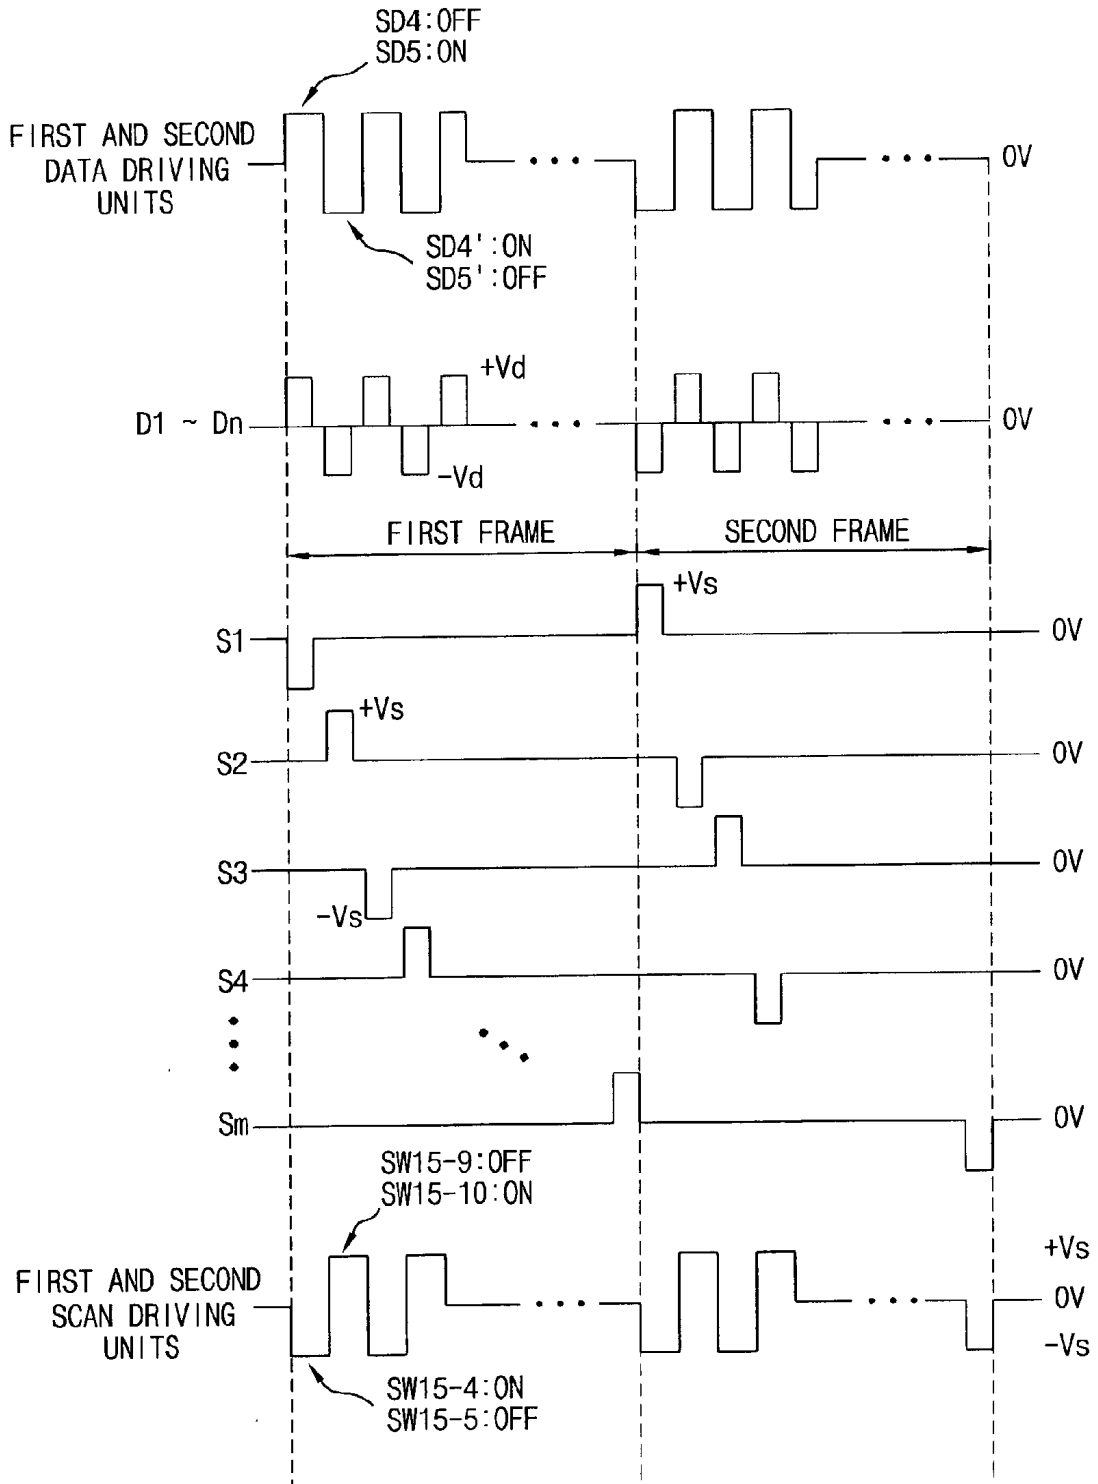 SD4:OFF
SD5:ON
FIRST AND SECOND
DATA DRIVING
UNITS
0V
SD4':ON
SD5':OFF
+Vd
D1 ~ Dn
0V
-Vd
FIRST FRAME
SECOND FRAME
+Vs
S1
0V
+Vs
S2
0V
S3
0V
-Vs
S4
0V
Sm
0V
SW15-9:OFF
SW15-10:ON
+Vs
FIRST AND SECOND
SCAN DRIVING
UNITS
0V
-Vs
SW15-4:ON
SW15-5:OFF